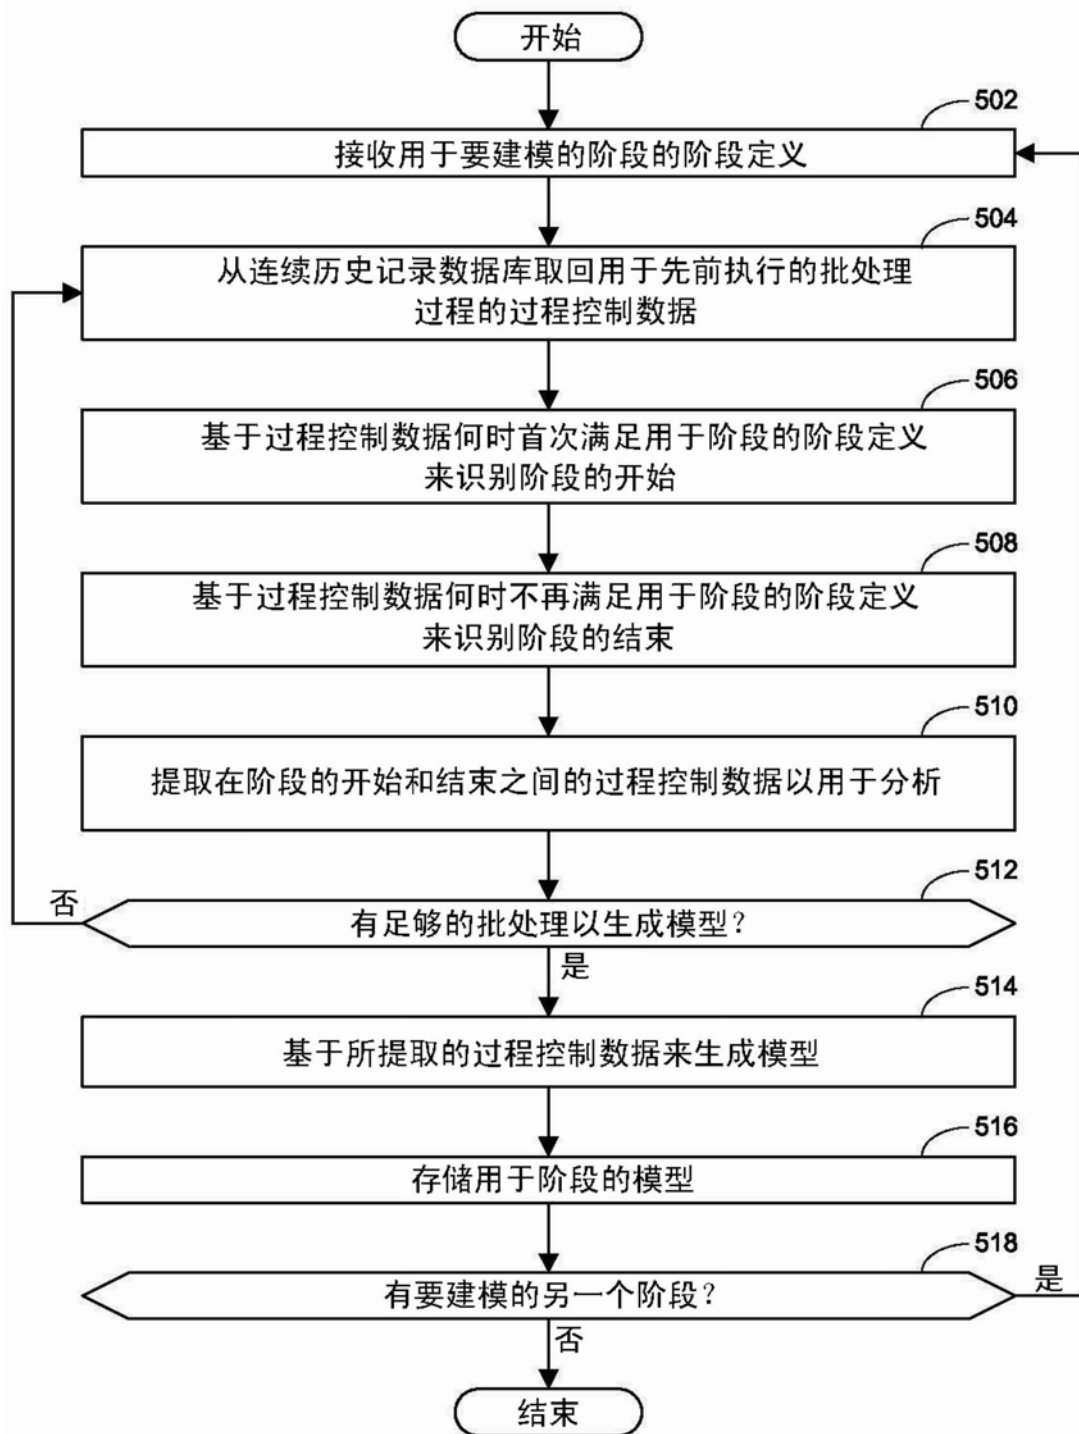 开始
502
接收用于要建模的阶段的阶段定义
504
从连续历史记录数据库取回用于先前执行的批处理
过程的过程控制数据
506
基于过程控制数据何时首次满足用于阶段的阶段定义
来识别阶段的开始
508
基于过程控制数据何时不再满足用于阶段的阶段定义
来识别阶段的结束
510
提取在阶段的开始和结束之间的过程控制数据以用于分析
512
否
有足够的批处理以生成模型？
是
514
基于所提取的过程控制数据来生成模型
516
存储用于阶段的模型
518
有要建模的另一个阶段？
是
否
结束